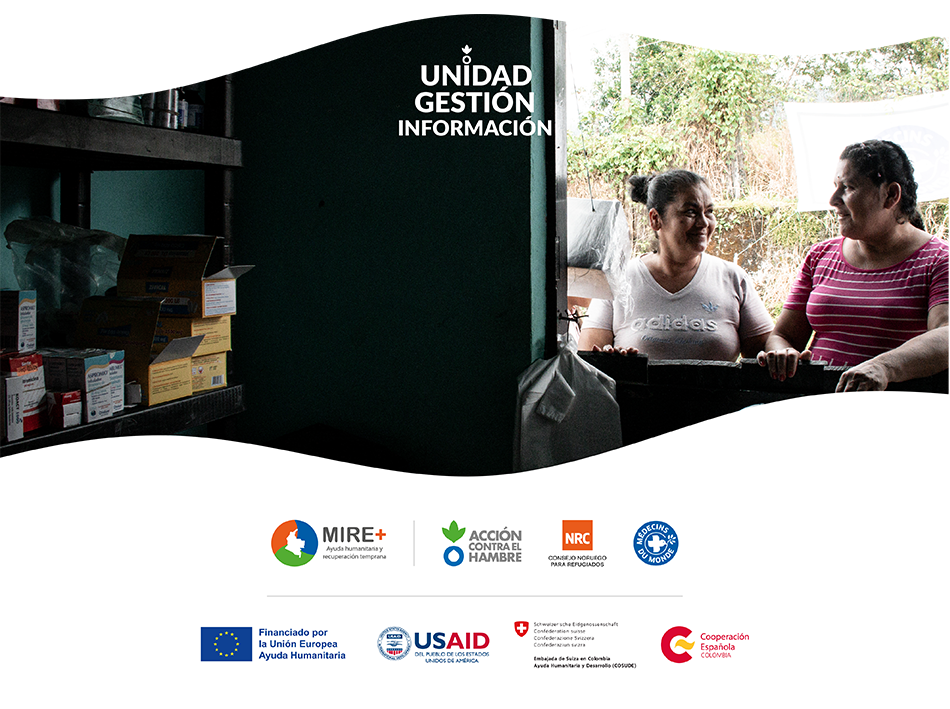 UNIDAD
GESTIÓN
INFORMACIÓN
adidas
MIRE+
Ayuda humanitaria y
recuperación temprana
ACCIÓN
CONTRA EL
HAMBRE
NRC
CONSEJO NORUEGO
PARA REFUGIADOS
MEDECINS
DU MONDE
Financiado por
la Unión Europea
Ayuda Humanitaria
USAID
USAID
DEL PUEBLO DE LOS ESTADOS
UNIDOS DE AMÉRICA
Schweizerische Eidgenossenschaft
Confédération suisse
Confederazione Svizzera
Confederaziun svizra
Embajada de Suiza en Colombia
Ayuda Humanitaria y Desarrollo (COSUDE)
Cooperación
Española
COLOMBIA